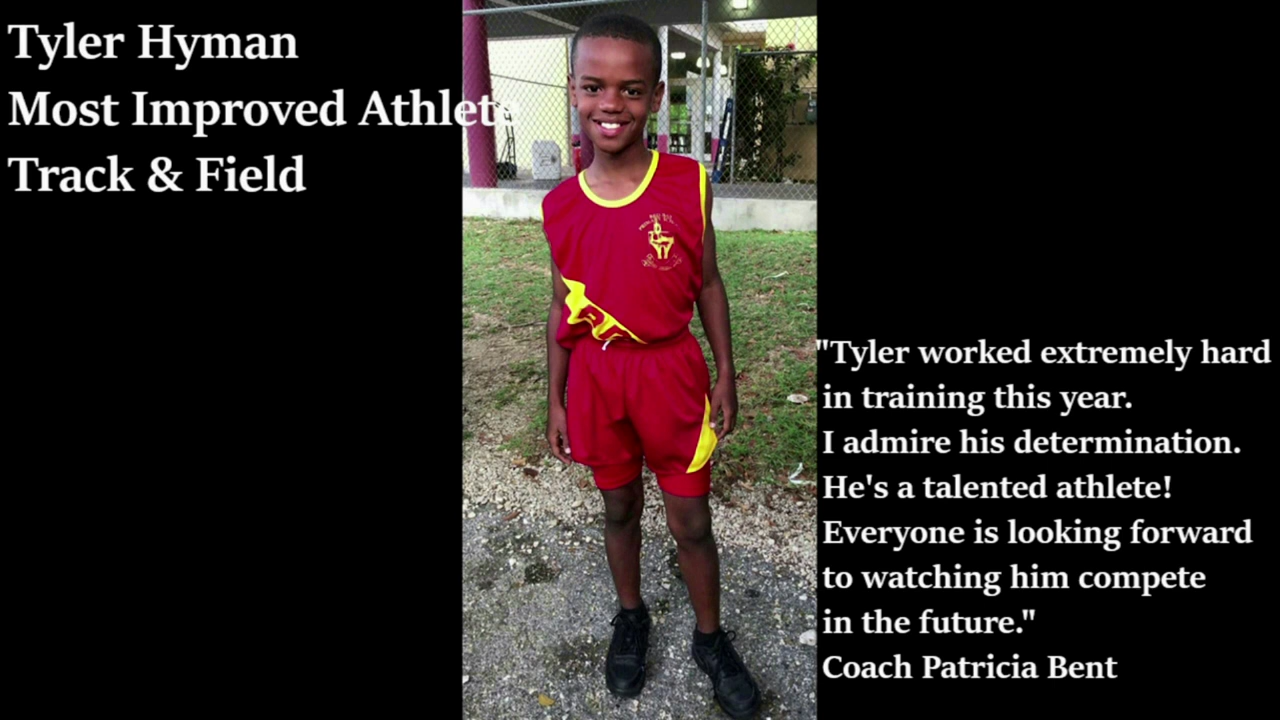 Tyler Hyman
Most Improved Athlete
Track & Field
"Tyler worked extremely hard
in training this year.
I admire his determination.
He's a talented athlete!
Everyone is looking forward
to watching him compete
in the future."
Coach Patricia Bent